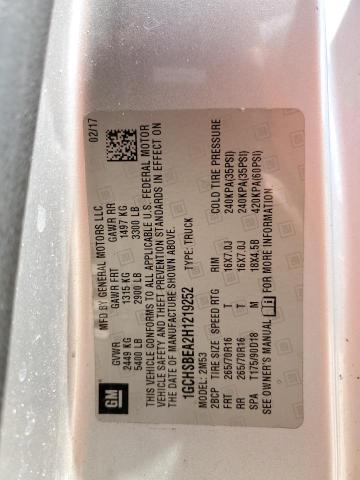 GM
MFD BY GENERAL MOTORS LLC 02/17
GVWR GAWR FRT GAWR RR
2449 KG 1315 KG 1497 KG
5400 LB 2900 LB 3300 LB
THIS VEHICLE CONFORMS TO ALL APPLICABLE U.S. FEDERAL MOTOR
VEHICLE SAFETY AND THEFT PREVENTION STANDARDS IN EFFECT ON
THE DATE OF MANUFACTURE SHOWN ABOVE.
1GCHSBEA2H1219252 TYPE: TRUCK
MODEL: 2M53
2BCP TIRE SIZE SPEED RTG RIM COLD TIRE PRESSURE
FRT 265/70R16 T 16X7.0J 240KPA(35PSI)
RR 265/70R16 T 16X7.0J 240KPA(35PSI)
SPA T175/90D18 M 18X4.5B 420KPA(60PSI)
SEE OWNER'S MANUAL FOR MORE INFORMATION